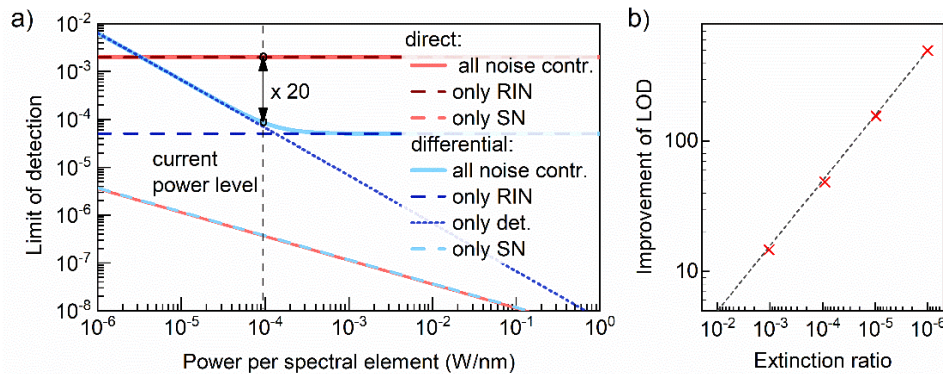 a)
10⁻²
10⁻³
10⁻⁴
10⁻⁵
10⁻⁶
10⁻⁷
10⁻⁸
Limit of detection
x 20
current
power level
direct:
all noise contr.
only RIN
only SN
differential:
all noise contr.
only RIN
only det.
only SN
10⁻⁶ 10⁻⁵ 10⁻⁴ 10⁻³ 10⁻² 10⁻⁴ 10⁰
Power per spectral element (W/nm)
b)
Improvement of LOD
100
10
10⁻² 10⁻³ 10⁻⁴ 10⁻⁵ 10⁻⁶
Extinction ratio